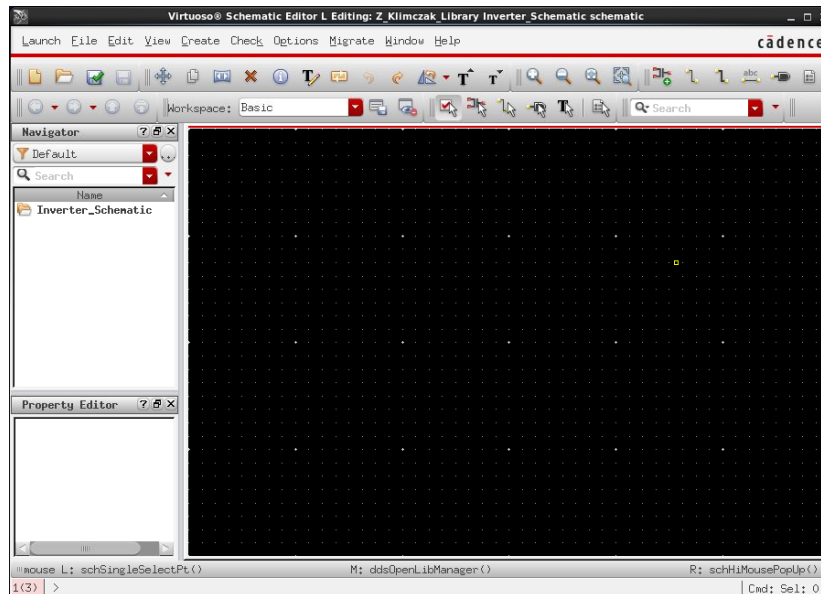 Virtuoso® Schematic Editor L Editing: Z_Klimczak_Library Inverter_Schematic schematic
Launch File Edit View Create Check Options Migrate Window Help
cādence
abc
Workspace: Basic
Search
Navigator
Default
Search
Name
Inverter_Schematic
Property Editor
mouse L: schSingleSelectPt() M: ddsOpenLibManager() R: schHiMousePopUp()
1(3) > Cmd: Sel: 0